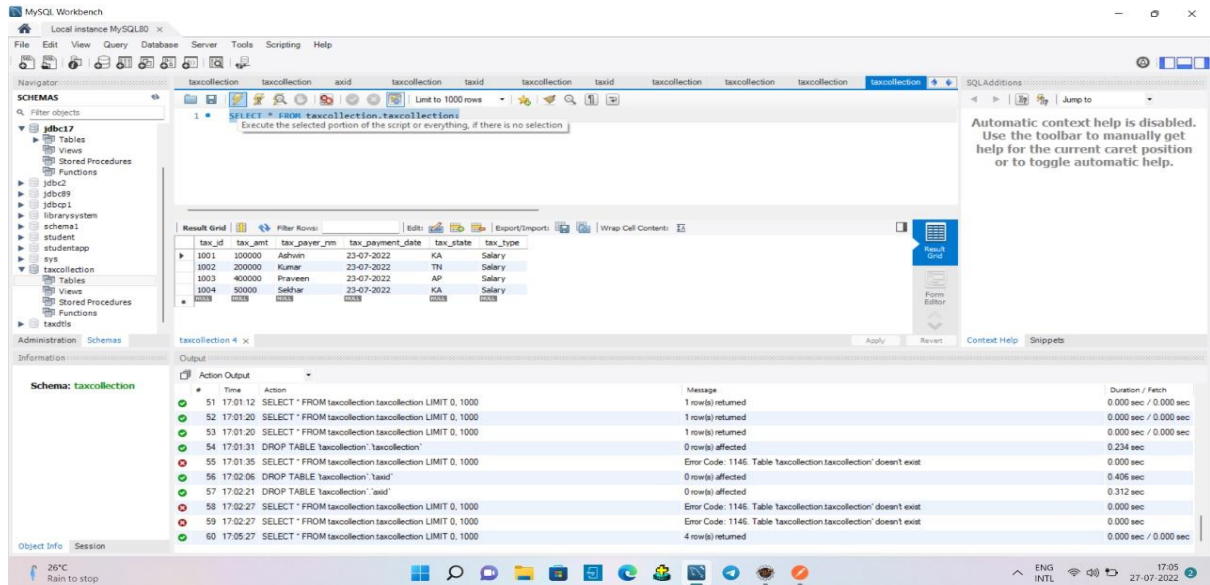 MySQL Workbench
Local instance MySQL80 ×
File Edit View Query Database Server Tools Scripting Help
Navigator
SCHEMAS
Filter objects
jdbc17
Tables
Views
Stored Procedures
Functions
jdbc2
jdbc89
jdbcp1
librarysystem
schema1
student
studentapp
sys
taxcollection
Tables
Views
Stored Procedures
Functions
taxdtls
Administration Schemas
Information
Schema: taxcollection
Object Info Session
taxcollection taxcollection axid taxcollection taxid taxcollection taxid taxcollection taxcollection taxcollection taxcollection
Limit to 1000 rows
1 SELECT * FROM taxcollection.taxcollection;
Execute the selected portion of the script or everything, if there is no selection
Result Grid Filter Rows: Edit: Export/Import: Wrap Cell Content:
tax_id tax_amt tax_payer_nm tax_payment_date tax_state tax_type
1001 100000 Ashwin 23-07-2022 KA Salary
1002 200000 Kumar 23-07-2022 TN Salary
1003 400000 Praveen 23-07-2022 AP Salary
1004 50000 Sekhar 23-07-2022 KA Salary
NULL NULL NULL NULL NULL NULL
Result Grid
Form Editor
taxcollection 4 × Apply Revert
SQLAdditions
Jump to
Automatic context help is disabled.
Use the toolbar to manually get
help for the current caret position
or to toggle automatic help.
Context Help Snippets
Output
Action Output
# Time Action Message Duration / Fetch
51 17:01:12 SELECT * FROM taxcollection.taxcollection LIMIT 0, 1000 1 row(s) returned 0.000 sec / 0.000 sec
52 17:01:20 SELECT * FROM taxcollection.taxcollection LIMIT 0, 1000 1 row(s) returned 0.000 sec / 0.000 sec
53 17:01:20 SELECT * FROM taxcollection.taxcollection LIMIT 0, 1000 1 row(s) returned 0.000 sec / 0.000 sec
54 17:01:31 DROP TABLE `taxcollection`.`taxcollection` 0 row(s) affected 0.234 sec
55 17:01:35 SELECT * FROM taxcollection.taxcollection LIMIT 0, 1000 Error Code: 1146. Table 'taxcollection.taxcollection' doesn't exist 0.000 sec
56 17:02:06 DROP TABLE `taxcollection`.`taxid` 0 row(s) affected 0.406 sec
57 17:02:21 DROP TABLE `taxcollection`.`axid` 0 row(s) affected 0.312 sec
58 17:02:27 SELECT * FROM taxcollection.taxcollection LIMIT 0, 1000 Error Code: 1146. Table 'taxcollection.taxcollection' doesn't exist 0.000 sec
59 17:02:27 SELECT * FROM taxcollection.taxcollection LIMIT 0, 1000 Error Code: 1146. Table 'taxcollection.taxcollection' doesn't exist 0.000 sec
60 17:05:27 SELECT * FROM taxcollection.taxcollection LIMIT 0, 1000 4 row(s) returned 0.000 sec / 0.000 sec
26°C
Rain to stop
ENG
INTL
17:05
27-07-2022
2